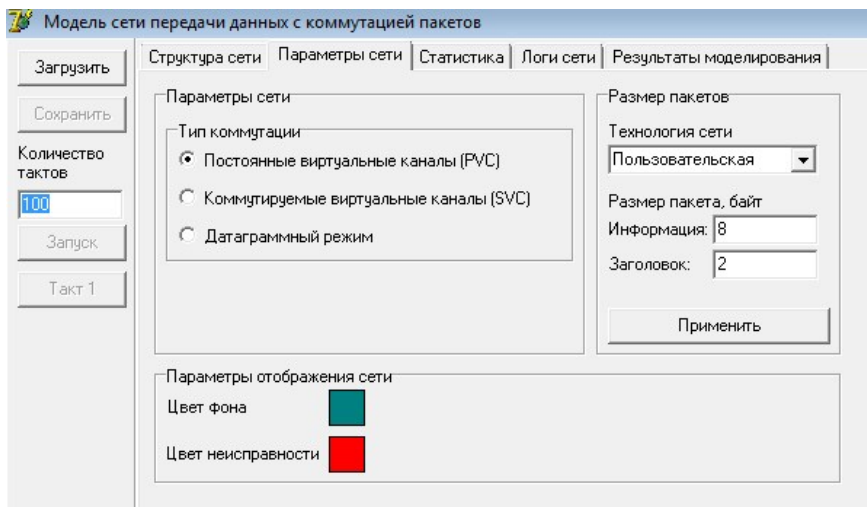 Модель сети передачи данных с коммутацией пакетов
Загрузить
Сохранить
Количество
тактов
100
Запуск
Такт 1
Структура сети Параметры сети Статистика Логи сети Результаты моделирования
Параметры сети
Тип коммутации
Постоянные виртуальные каналы (PVC)
Коммутируемые виртуальные каналы (SVC)
Датаграммный режим
Размер пакетов
Технология сети
Пользовательская
Размер пакета, байт
Информация: 8
Заголовок: 2
Применить
Параметры отображения сети
Цвет фона
Цвет неисправности